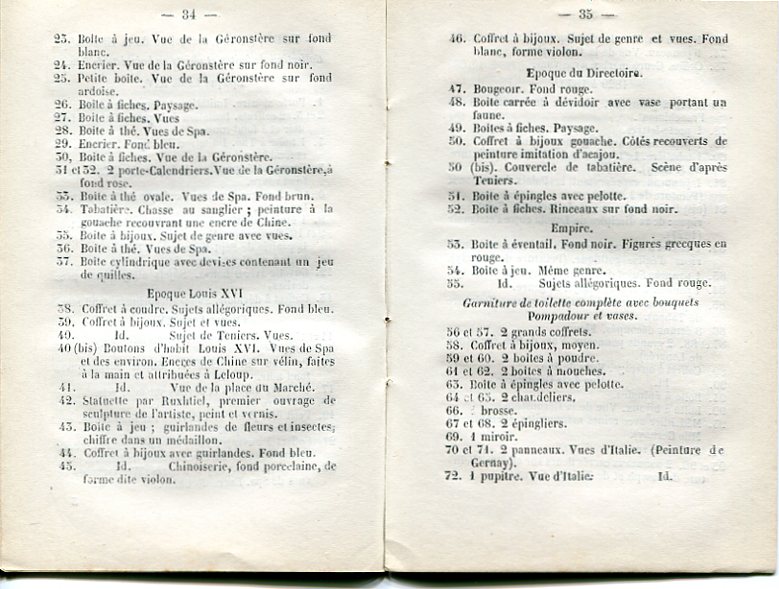 — 34 —
23. Boîte à jeu. Vue de la Géronstère sur fond
blanc.
24. Encrier. Vue de la Géronstère sur fond noir.
25. Petite boîte. Vue de la Géronstère sur fond
ardoise.
26. Boîte à fiches. Paysage.
27. Boîte à fiches. Vues
28. Boîte à thé. Vues de Spa.
29. Encrier. Fond bleu.
30, Boîte à fiches. Vue de la Géronstère.
31 et 32. 2 porte-Calendriers. Vue de la Géronstère, à
fond rose.
33. Boîte à thé ovale. Vues de Spa. Fond brun.
34. Tabatière. Chasse au sanglier ; peinture à la
gouache recouvrant une encre de Chine.
35. Boîte à bijoux. Sujet de genre avec vues.
36. Boîte à thé. Vues de Spa.
37. Boîte cylindrique avec devises contenant un jeu
de quilles.
Epoque Louis XVI
38. Coffret à coudre. Sujets allégoriques. Fond bleu.
39. Coffret à bijoux. Sujet et vues.
40. Id. Sujet de Teniers. Vues.
40 (bis) Boutons d'habit Louis XVI. Vues de Spa
et des environ. Encres de Chine sur vélin, faites
à la main et attribuées à Leloup.
41. Id. Vue de la place du Marché.
42. Statuette par Ruxhtiel, premier ouvrage de
sculpture de l'artiste, peint et vernis.
43. Boîte à jeu ; guirlandes de fleurs et insectes,
chiffre dans un médaillon.
44. Coffret à bijoux avec guirlandes. Fond bleu.
45. Id. Chinoiserie, fond porcelaine, de
forme dite violon.
— 35 —
46. Coffret à bijoux. Sujet de genre et vues. Fond
blanc, forme violon.
Epoque du Directoire.
47. Bougeoir. Fond rouge.
48. Boîte carrée à dévidoir avec vase portant un
faune.
49. Boîtes à fiches. Paysage.
50. Coffret à bijoux gouache. Côtés recouverts de
peinture imitation d'acajou.
50 (bis). Couvercle de tabatière. Scène d'après
Teniers.
51. Boîte à épingles avec pelotte.
52. Boîte à fiches. Rinceaux sur fond noir.
Empire.
53. Boîte à éventail. Fond noir. Figures grecques en
rouge.
54. Boîte à jeu. Même genre.
55. Id. Sujets allégoriques. Fond rouge.
Garniture de toilette complète avec bouquets
Pompadour et vases.
56 et 57. 2 grands coffrets.
58. Coffret à bijoux, moyen.
59 et 60. 2 boîtes à poudre.
61 et 62. 2 boîtes à mouches.
63. Boîte à épingles avec pelotte.
64 et 65. 2 chandeliers.
66. brosse.
67 et 68. 2 épingliers.
69. 1 miroir.
70 et 71. 2 panneaux. Vues d'Italie. (Peinture de
Gernay).
72. 1 pupitre. Vue d'Italie. Id.